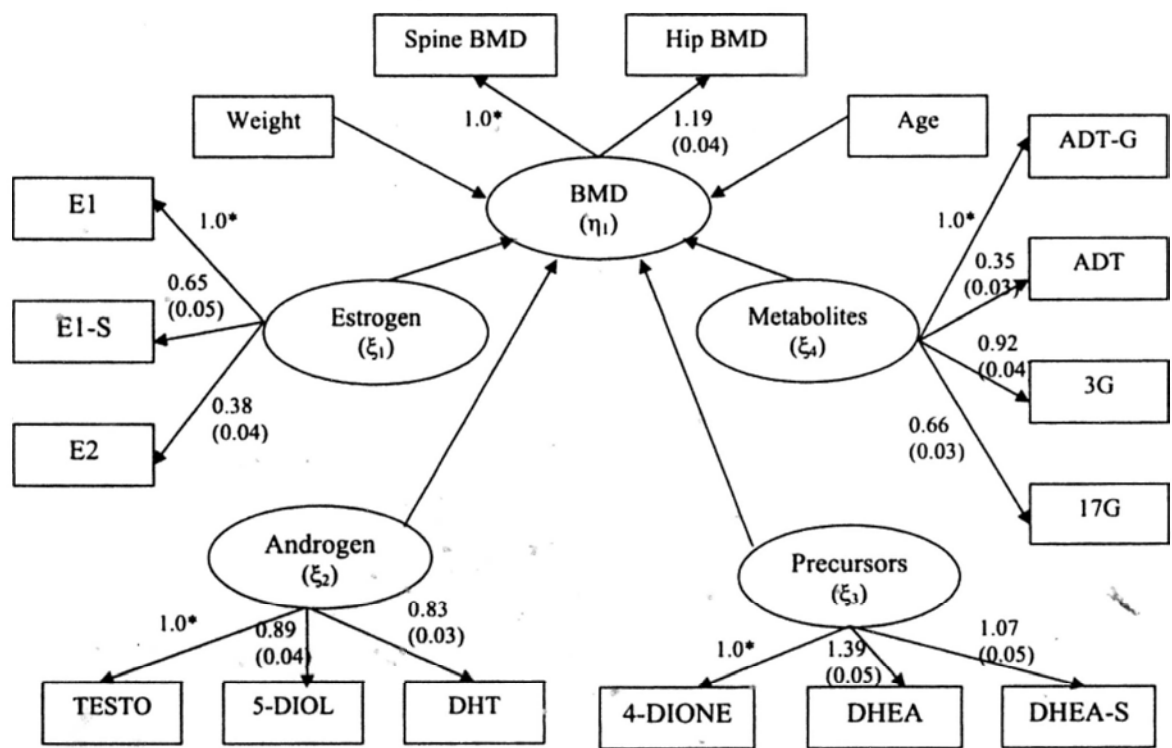 Spine BMD
Hip BMD
Weight
1.0*
1.19
(0.04)
Age
BMD
(η₁)
E1
1.0*
0.65
(0.05)
E1-S
0.38
(0.04)
E2
Estrogen
(ξ₁)
Metabolites
(ξ₄)
ADT-G
1.0*
0.35
(0.03)
ADT
0.92
(0.04
3G
0.66
(0.03)
17G
Androgen
(ξ₂)
1.0*
0.89
(0.04)
0.83
(0.03)
TESTO
5-DIOL
DHT
Precursors
(ξ₃)
1.0*
1.39
(0.05)
1.07
(0.05)
4-DIONE
DHEA
DHEA-S